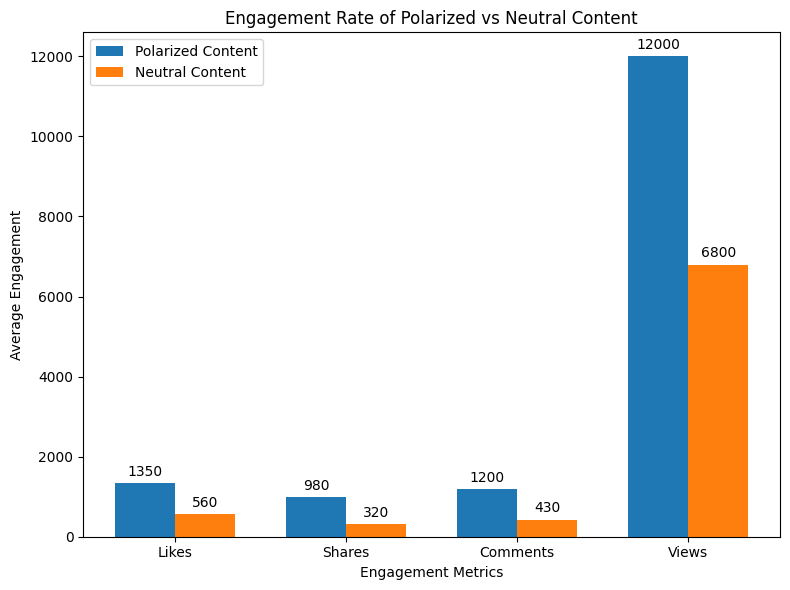 Engagement Rate of Polarized vs Neutral Content
Polarized Content
Neutral Content
Average Engagement
12000
10000
8000
6000
4000
2000
0
1350
560
980
320
1200
430
12000
6800
Likes
Shares
Comments
Views
Engagement Metrics